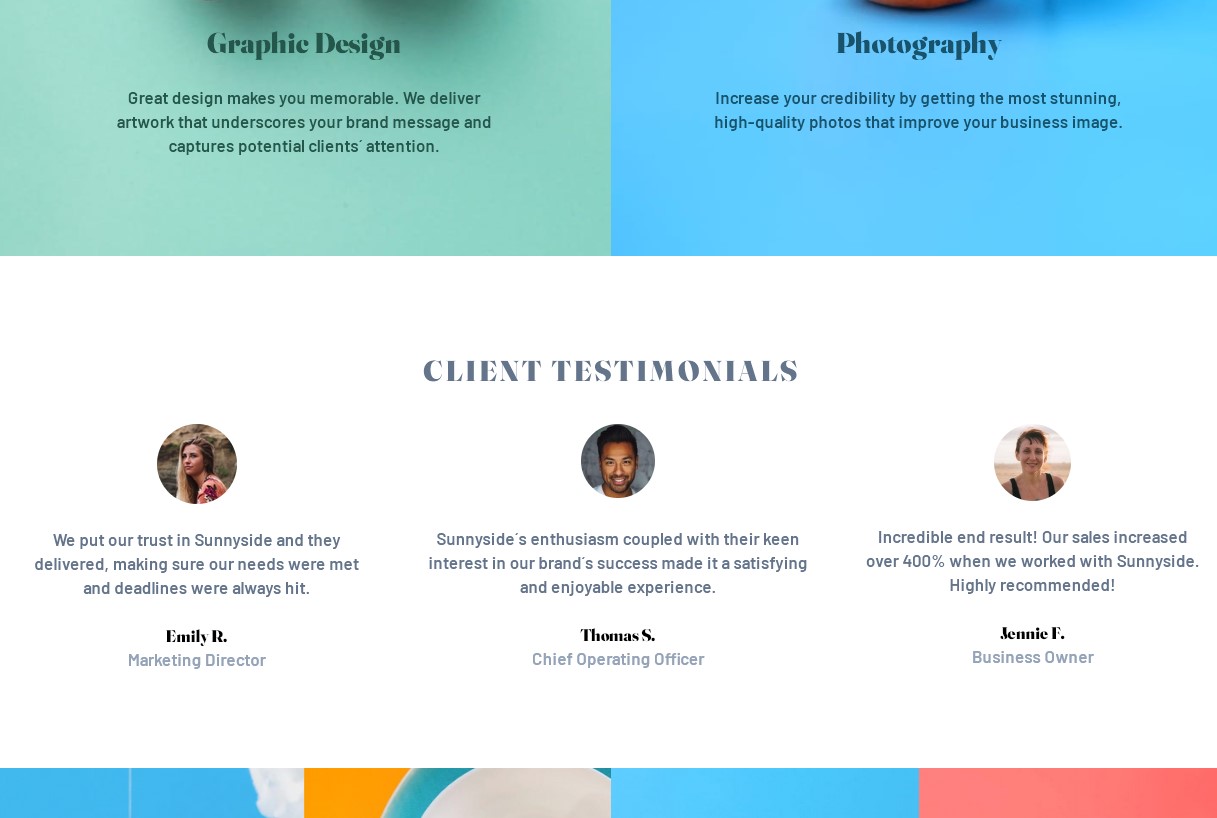 Graphic Design
Great design makes you memorable. We deliver
artwork that underscores your brand message and
captures potential clients´ attention.
Photography
Increase your credibility by getting the most stunning,
high-quality photos that improve your business image.
CLIENT TESTIMONIALS
We put our trust in Sunnyside and they
delivered, making sure our needs were met
and deadlines were always hit.
Emily R.
Marketing Director
Sunnyside´s enthusiasm coupled with their keen
interest in our brand´s success made it a satisfying
and enjoyable experience.
Thomas S.
Chief Operating Officer
Incredible end result! Our sales increased
over 400% when we worked with Sunnyside.
Highly recommended!
Jennie F.
Business Owner